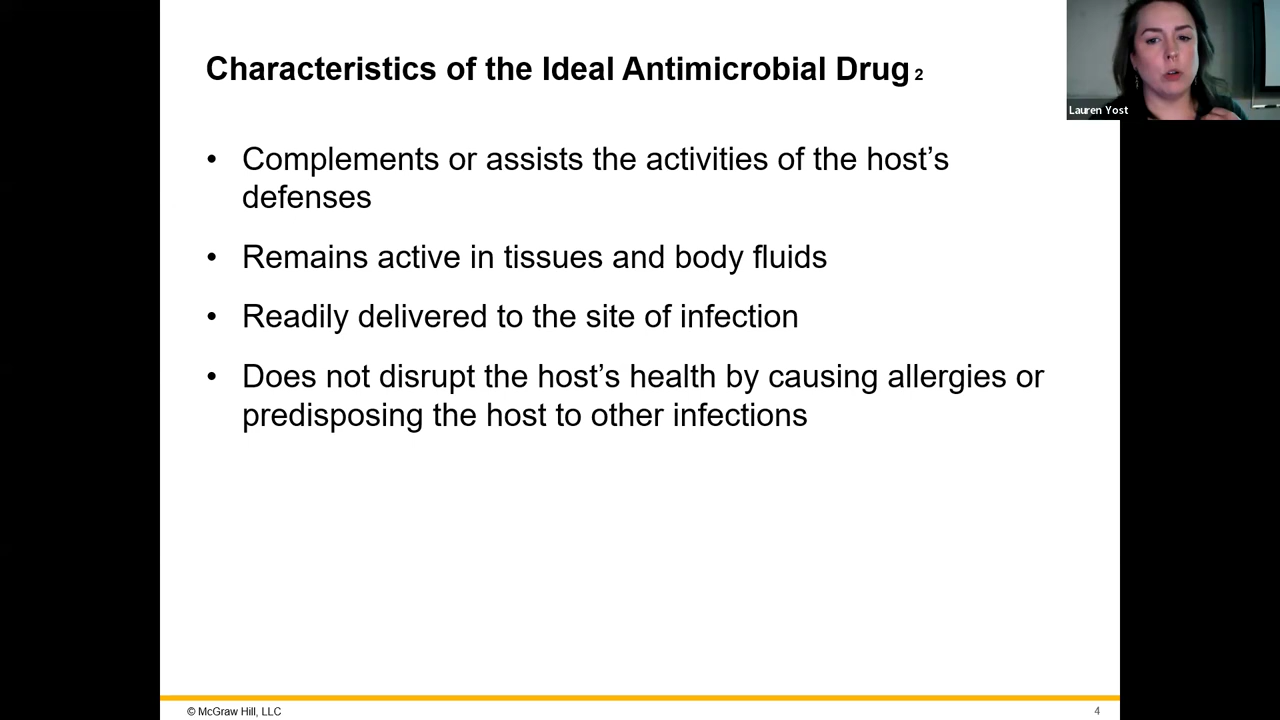 Characteristics of the Ideal Antimicrobial Drug 2
Lauren Yost
• Complements or assists the activities of the host’s
defenses
• Remains active in tissues and body fluids
• Readily delivered to the site of infection
• Does not disrupt the host’s health by causing allergies or
predisposing the host to other infections
© McGraw Hill, LLC
4